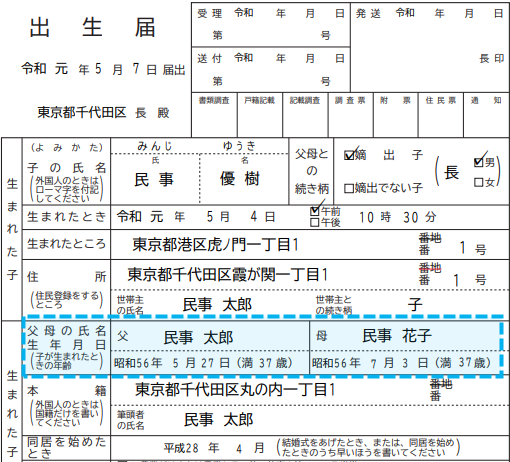 出 生 届
令和 元 年 5 月 7 日 届出
東京都千代田区 長 殿
受 理 令和 年 月 日
第 号
送 付 令和 年 月 日
第 号
発 送 令和 年 月 日
長 印
書類調査 戸籍記載 記載調査 調 査 票 附 票 住 民 票 通 知
生まれた子
(よ み か た) みんじ ゆうき
子 の 氏 名 氏 名
民 事 優 樹
(外国人のときは
ローマ字を付記
してください)
父母と
の
続き柄
☑嫡 出 子
□嫡出でない子
(長 ☑男
□女)
生まれたとき 令和 元 年 5 月 4 日 ☑午前 10 時 30 分
□午後
生まれたところ 東京都港区虎ノ門一丁目1 番地
番 1 号
住 所 東京都千代田区霞が関一丁目1 番地
番 1 号
(住民登録をする
ところ)
世帯主
の氏名 民事 太郎
世帯主と
の続き柄 子
生まれた子
父 母 の 氏 名
生 年 月 日
(子が生まれたと
きの年齢)
父 民事 太郎 母 民事 花子
昭和56年 5 月 27 日(満 37 歳) 昭和56年 7 月 3 日(満 37 歳)
本 籍 東京都千代田区丸の内一丁目1 番地
番
(外国人のときは
国籍だけを書い
てください)
筆頭者
の氏名 民事 太郎
同居を始めた
とき 平成28 年 4 月 (結婚式をあげたとき、または、同居を始め
たときのうち早いほうを書いてください)